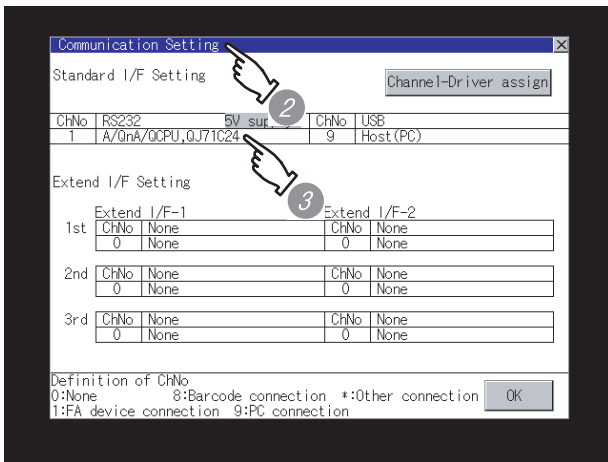 Communication Setting
Standard I/F Setting
Channel-Driver assign
ChNo RS232 5V ChNo USB
1 A/QnA/QCPU,QJ71C24 9 Host(PC)
2
Extend I/F Setting
3
Extend I/F-1 Extend I/F-2
1st ChNo None ChNo None
0 None 0 None
2nd ChNo None ChNo None
0 None 0 None
3rd ChNo None ChNo None
0 None 0 None
Definition of ChNo
0:None 8:Barcode connection *:Other connection OK
1:FA device connection 9:PC connection